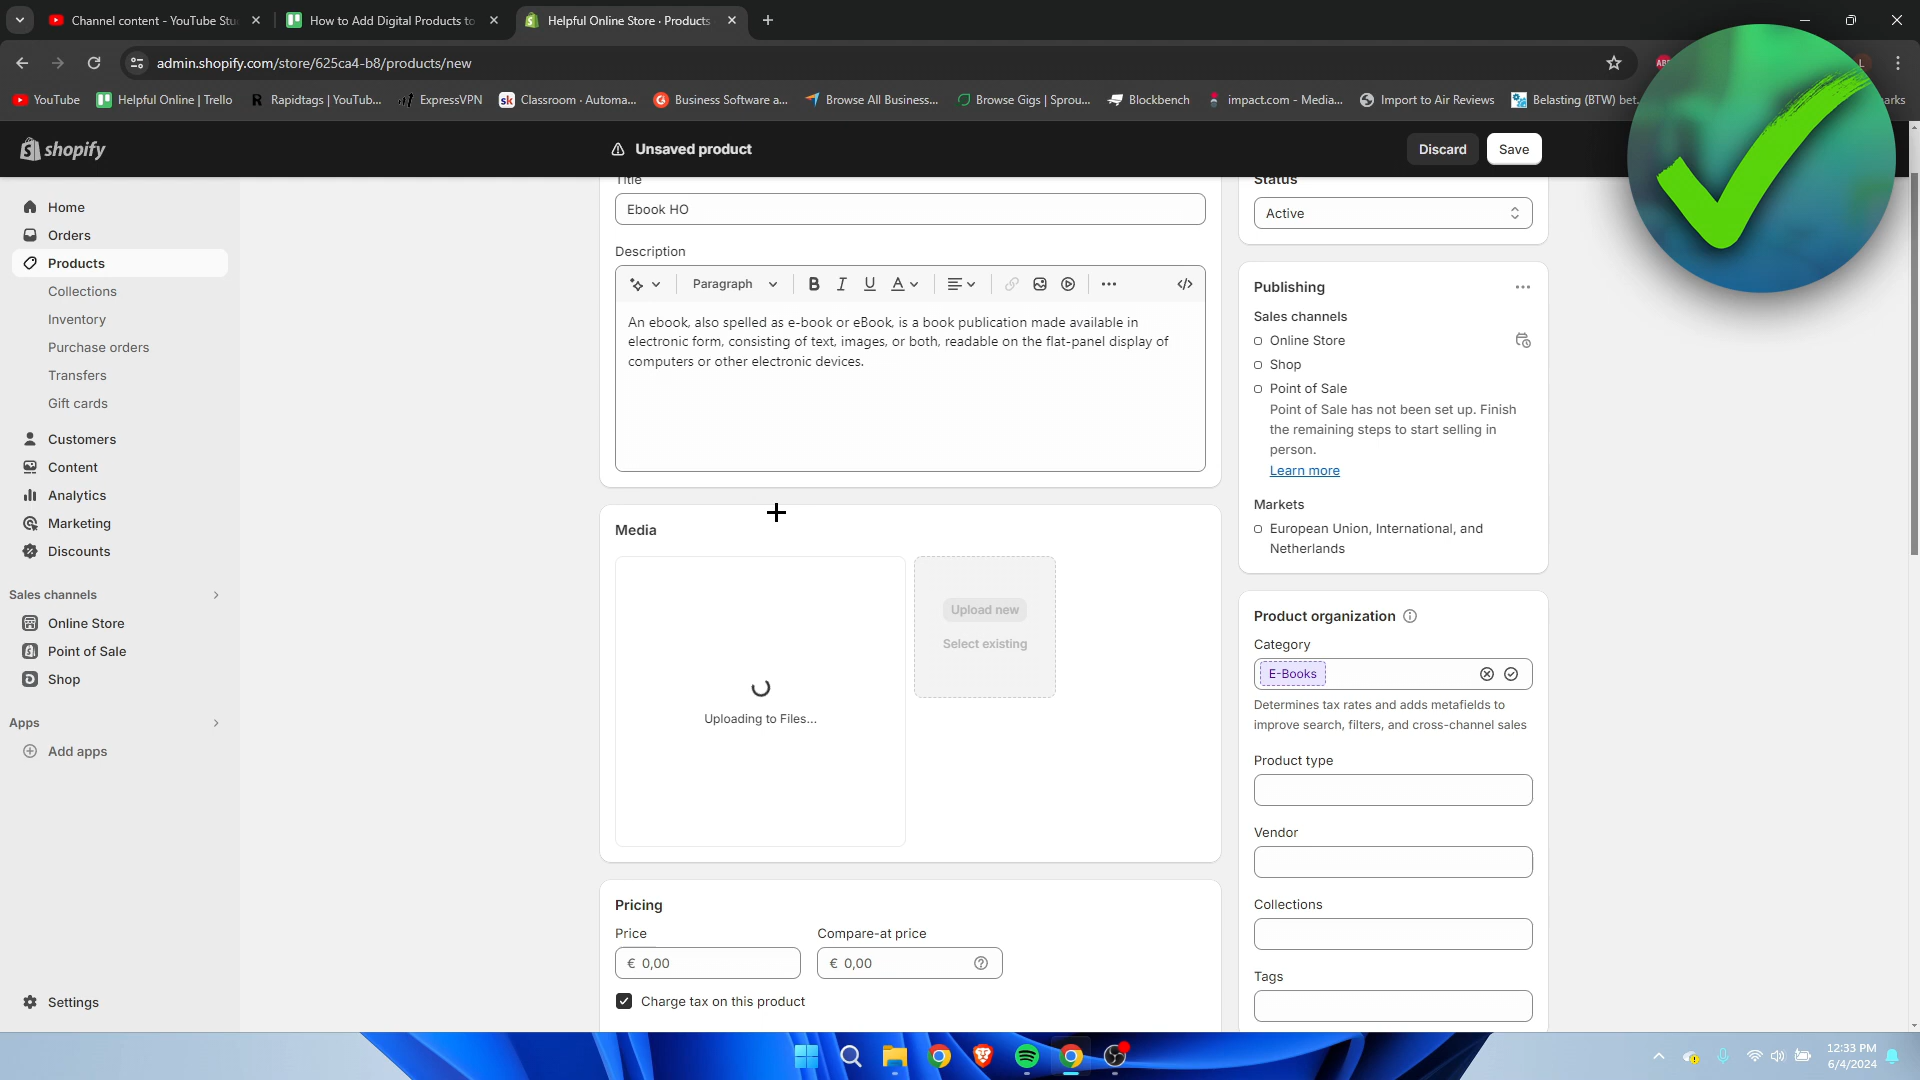 Channel content - YouTube Stu
How to Add Digital Products to
Helpful Online Store · Products
admin.shopify.com/store/625ca4-b8/products/new
YouTube
Helpful Online | Trello
Rapidtags | YouTub...
ExpressVPN
Classroom · Automa...
Business Software a...
Browse All Business...
Browse Gigs | Sprou...
Blockbench
impact.com - Media...
Import to Air Reviews
Belasting (BTW) bet
arks
shopify
Unsaved product
Discard
Save
Home
Orders
Products
Collections
Inventory
Purchase orders
Transfers
Gift cards
Customers
Content
Analytics
Marketing
Discounts
Sales channels
Online Store
Point of Sale
Shop
Apps
Add apps
Settings
Title
Ebook HO
Description
Paragraph
An ebook, also spelled as e-book or eBook, is a book publication made available in
electronic form, consisting of text, images, or both, readable on the flat-panel display of
computers or other electronic devices.
Media
Uploading to Files...
Upload new
Select existing
Pricing
Price
€ 0,00
Compare-at price
€ 0,00
Charge tax on this product
Status
Active
Publishing
Sales channels
Online Store
Shop
Point of Sale
Point of Sale has not been set up. Finish
the remaining steps to start selling in
person.
Learn more
Markets
European Union, International, and
Netherlands
Product organization
Category
E-Books
Determines tax rates and adds metafields to
improve search, filters, and cross-channel sales
Product type
Vendor
Collections
Tags
12:33 PM
6/4/2024